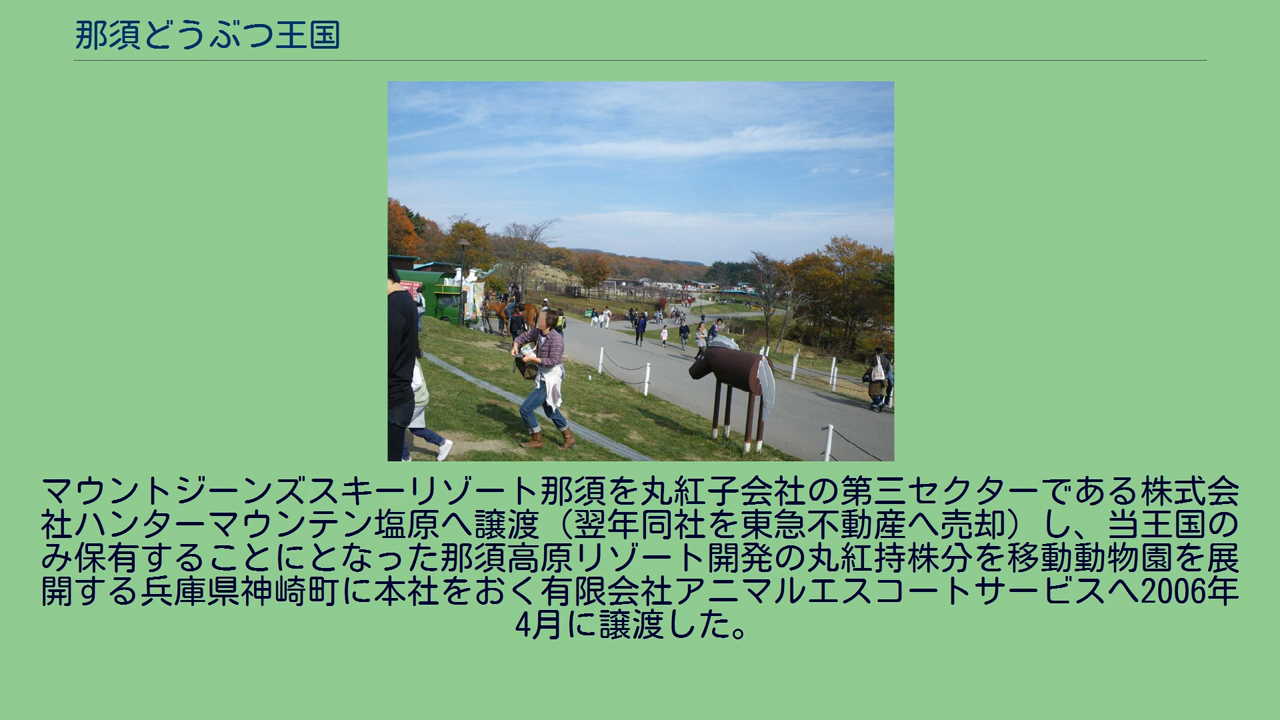 那須どうぶつ王国
マウントジーンズスキーリゾート那須を丸紅子会社の第三セクターである株式会
社ハンターマウンテン塩原へ譲渡（翌年同社を東急不動産へ売却）し、当王国の
み保有することにとなった那須高原リゾート開発の丸紅持株分を移動動物園を展
開する兵庫県神崎町に本社をおく有限会社アニマルエスコートサービスへ2006年
4月に譲渡した。